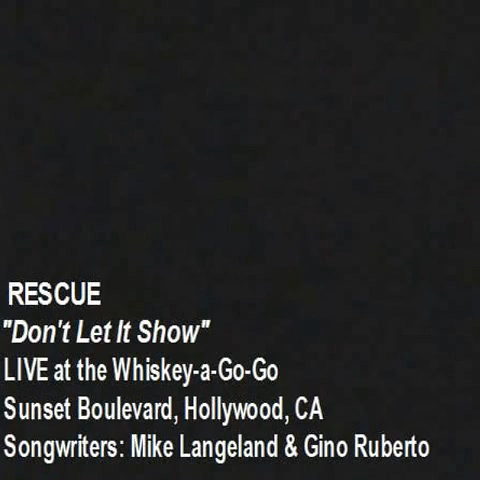 RESCUE
"Don't Let It Show"
LIVE at the Whiskey-a-Go-Go
Sunset Boulevard, Hollywood, CA
Songwriters: Mike Langeland & Gino Ruberto